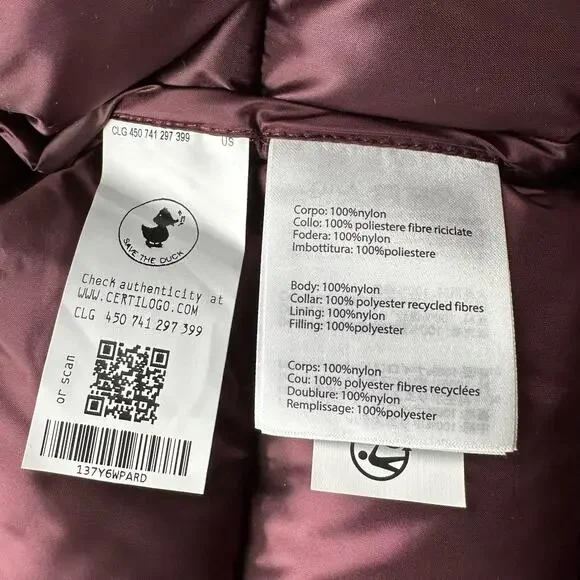 CLG 450 741 297 399
US
SAVE THE DUCK
Check authenticity at
WWW.CERTILOGO.COM
CLG 450 741 297 399
or scan
137Y6WPARD
Corpo: 100%nylon
Collo: 100% poliestere fibre riciclate
Fodera: 100%nylon
Imbottitura: 100%poliestere
Body: 100%nylon
Collar: 100% polyester recycled fibres
Lining: 100%nylon
Filling: 100%polyester
Corps: 100%nylon
Cou: 100% polyester fibres recyclées
Doublure: 100%nylon
Remplissage: 100%polyester